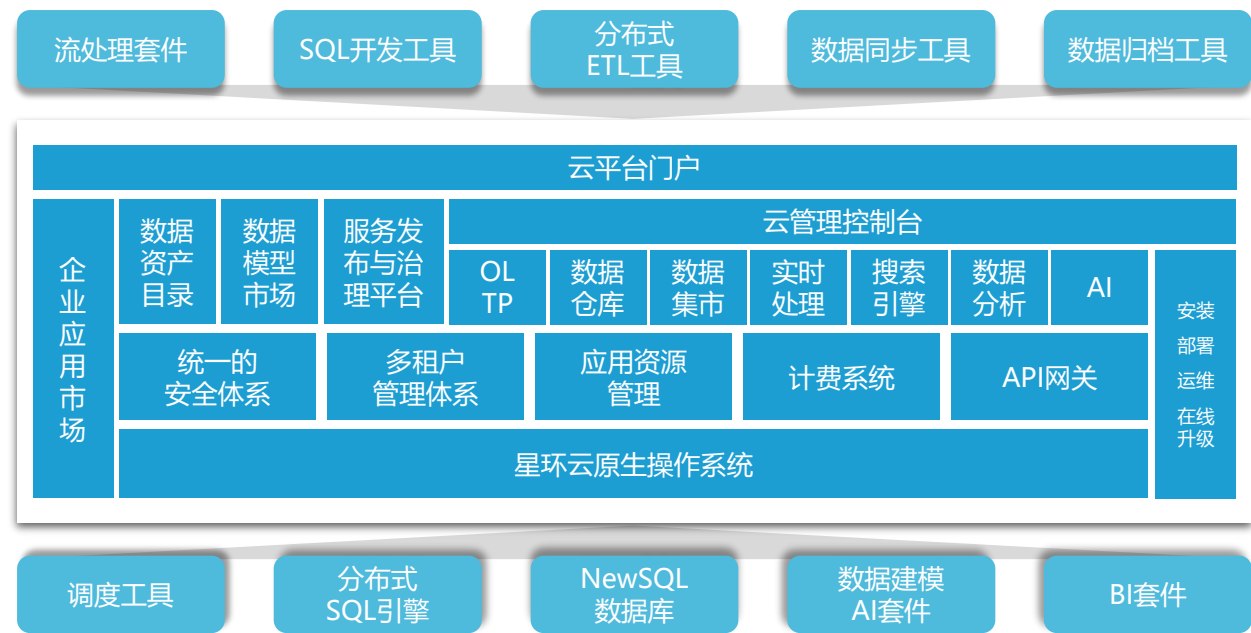 流处理套件
SQL开发工具
分布式
ETL工具
数据同步工具
数据归档工具
云平台门户
企
业
应
用
市
场
数据
资产
目录
数据
模型
市场
服务发
布与治
理平台
云管理控制台
OL
TP
数据
仓库
数据
集市
实时
处理
搜索
引擎
数据
分析
AI
安装
部署
运维
在线
升级
统一的
安全体系
多租户
管理体系
应用资源
管理
计费系统
API网关
星环云原生操作系统
调度工具
分布式
SQL引擎
NewSQL
数据库
数据建模
AI套件
BI套件